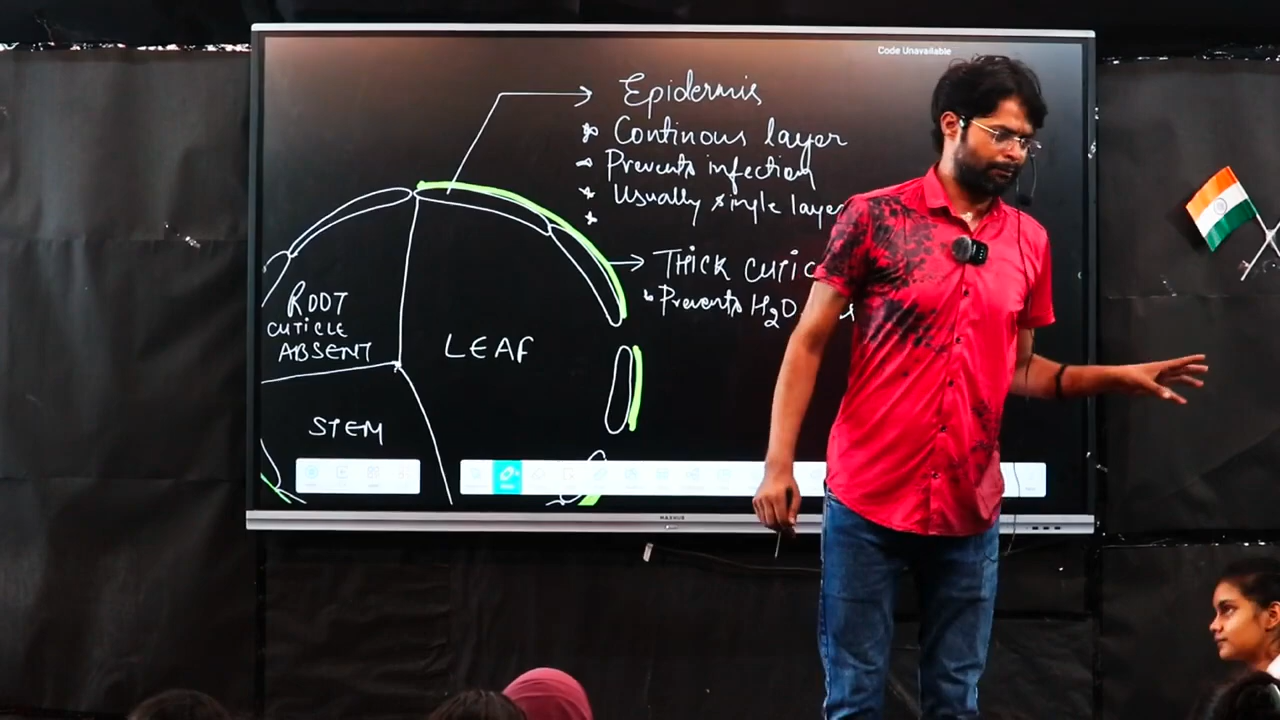 Code Unavailable
Epidermis
* Continous layer
Prevents infection
* Usually single layer
*
THICK
* Prevents H2O
ROOT
CUTICLE
ABSENT
LEAF
STEM
MAXHUB